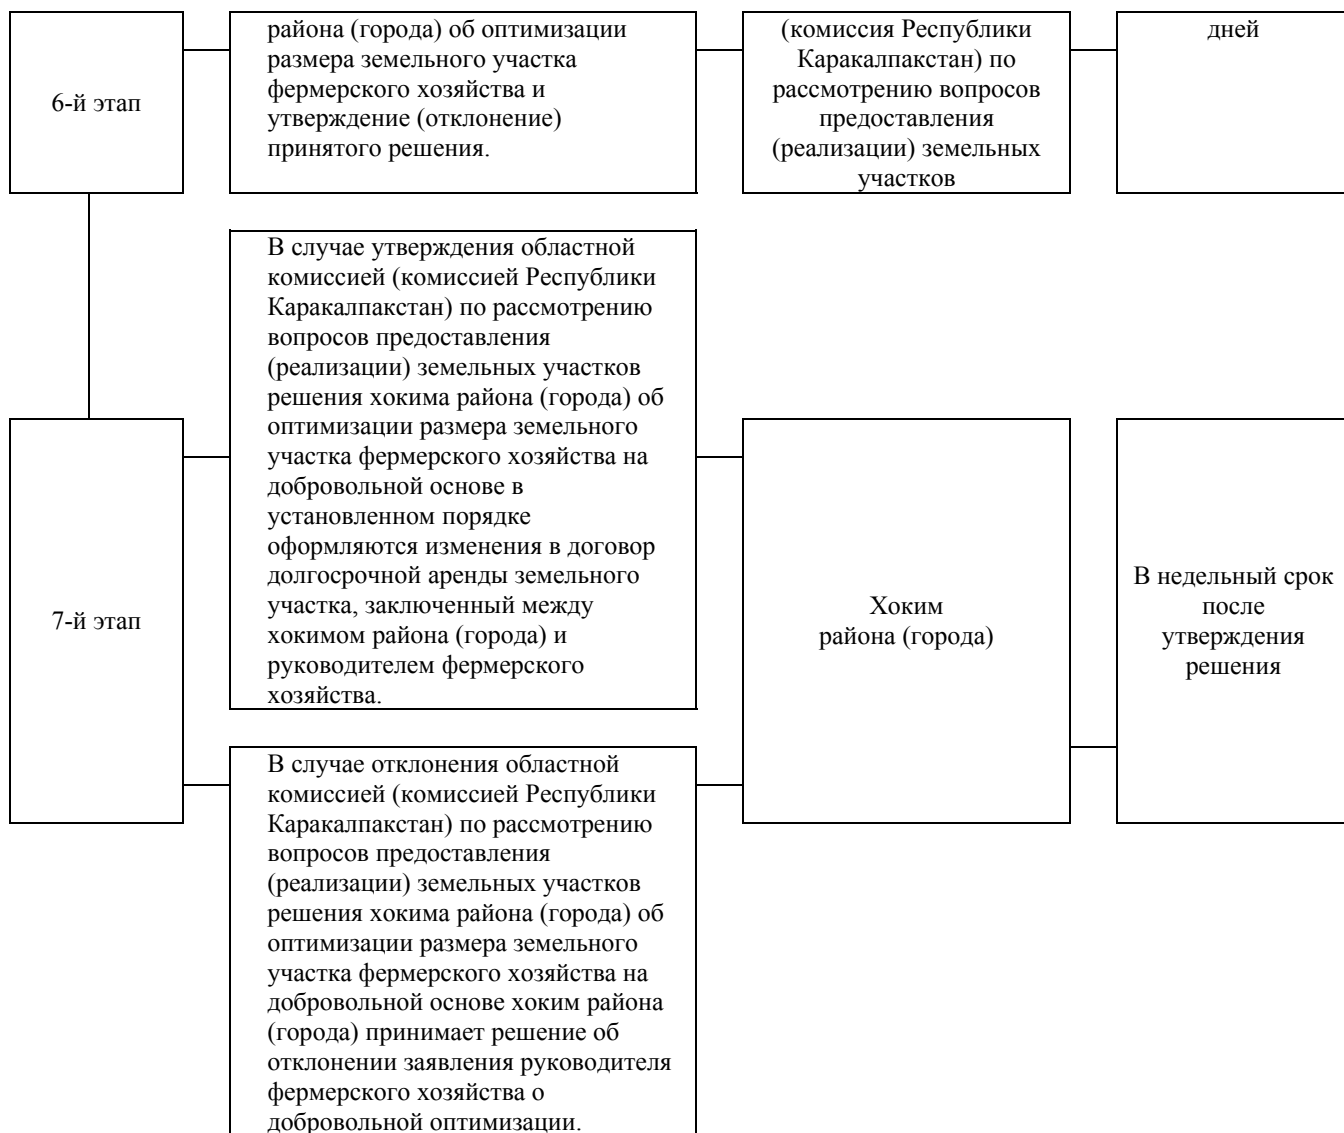 6-й этап
района (города) об оптимизации
размера земельного участка
фермерского хозяйства и
утверждение (отклонение)
принятого решения.
(комиссия Республики
Каракалпакстан) по
рассмотрению вопросов
предоставления
(реализации) земельных
участков
дней
7-й этап
В случае утверждения областной
комиссией (комиссией Республики
Каракалпакстан) по рассмотрению
вопросов предоставления
(реализации) земельных участков
решения хокима района (города) об
оптимизации размера земельного
участка фермерского хозяйства на
добровольной основе в
установленном порядке
оформляются изменения в договор
долгосрочной аренды земельного
участка, заключенный между
хокимом района (города) и
руководителем фермерского
хозяйства.
Хоким
района (города)
В недельный срок
после
утверждения
решения
В случае отклонения областной
комиссией (комиссией Республики
Каракалпакстан) по рассмотрению
вопросов предоставления
(реализации) земельных участков
решения хокима района (города) об
оптимизации размера земельного
участка фермерского хозяйства на
добровольной основе хоким района
(города) принимает решение об
отклонении заявления руководителя
фермерского хозяйства о
добровольной оптимизации.